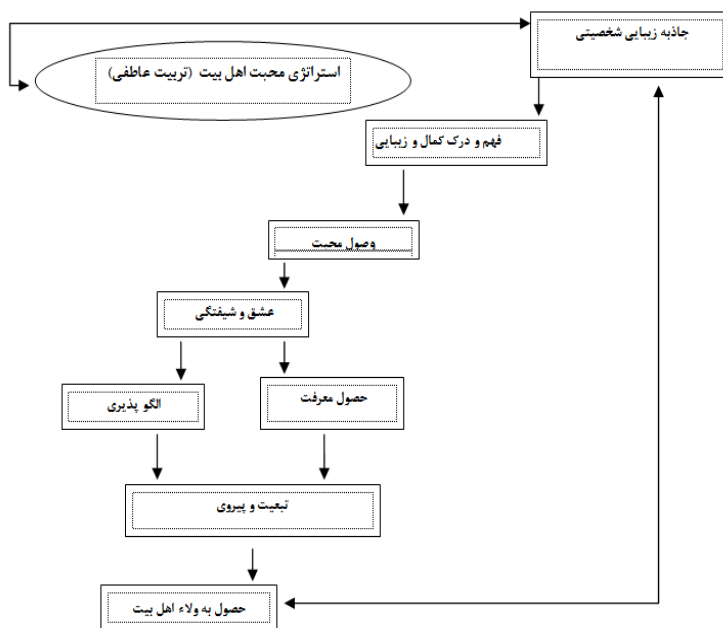 جاذبه زیبایی شخصیتی
استراتژی محبت اهل بیت (تربیت عاطفی)
فهم و درک کمال و زیبایی
وصول محبت
عشق و شیفتگی
حصول معرفت
الگو پذیری
تبعیت و پیروی
حصول به ولاء اهل بیت